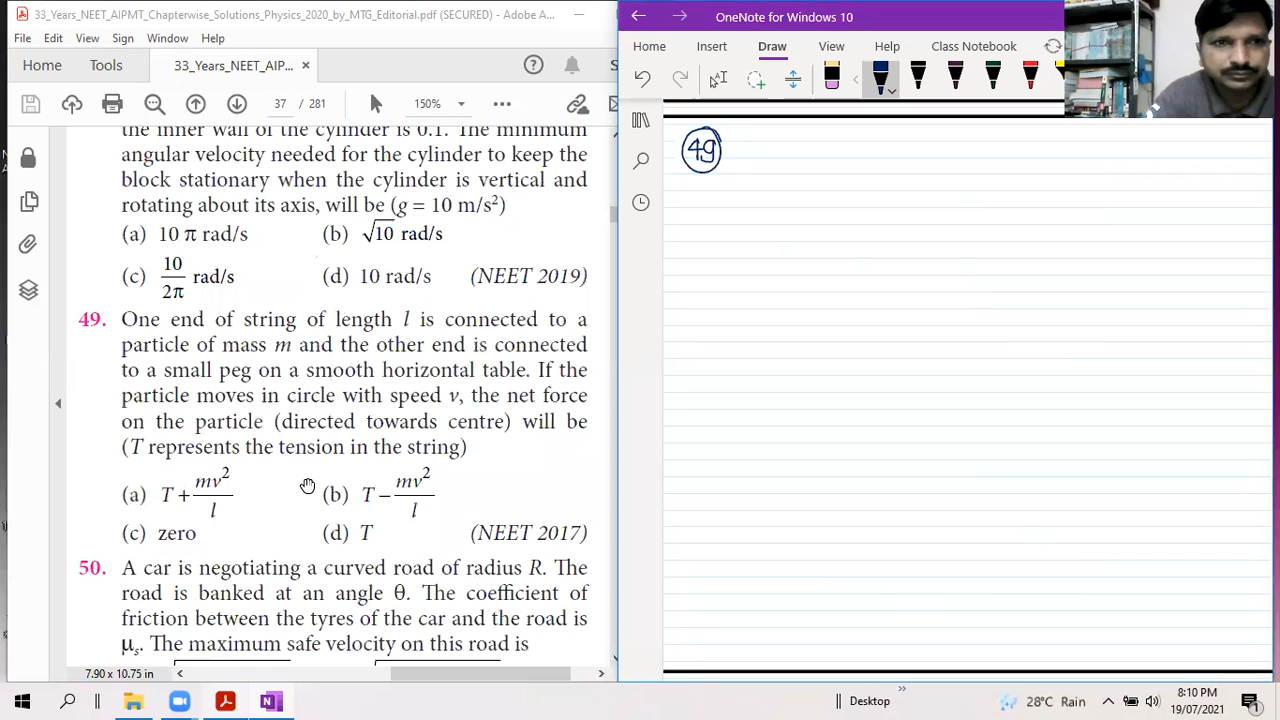 33_Years_NEET_AIPMT_Chapterwise_Solutions_Physics_2020_by_MTG_Editorial.pdf (SECURED) - Adobe A...
File Edit View Sign Window Help
Home Tools 33_Years_NEET_AIP... ×
37 / 281 150%
the inner wall of the cylinder is 0.1. The minimum
angular velocity needed for the cylinder to keep the
block stationary when the cylinder is vertical and
rotating about its axis, will be (g = 10 m/s²)
(a) 10 π rad/s (b) √10 rad/s
(c) 10/2π rad/s (d) 10 rad/s (NEET 2019)
49. One end of string of length l is connected to a
particle of mass m and the other end is connected
to a small peg on a smooth horizontal table. If the
particle moves in circle with speed v, the net force
on the particle (directed towards centre) will be
(T represents the tension in the string)
(a) T + mv²/l (b) T − mv²/l
(c) zero (d) T (NEET 2017)
50. A car is negotiating a curved road of radius R. The
road is banked at an angle θ. The coefficient of
friction between the tyres of the car and the road is
μs. The maximum safe velocity on this road is
7.90 x 10.75 in
OneNote for Windows 10
Home Insert Draw View Help Class Notebook
49
Desktop
28°C Rain
8:10 PM
19/07/2021